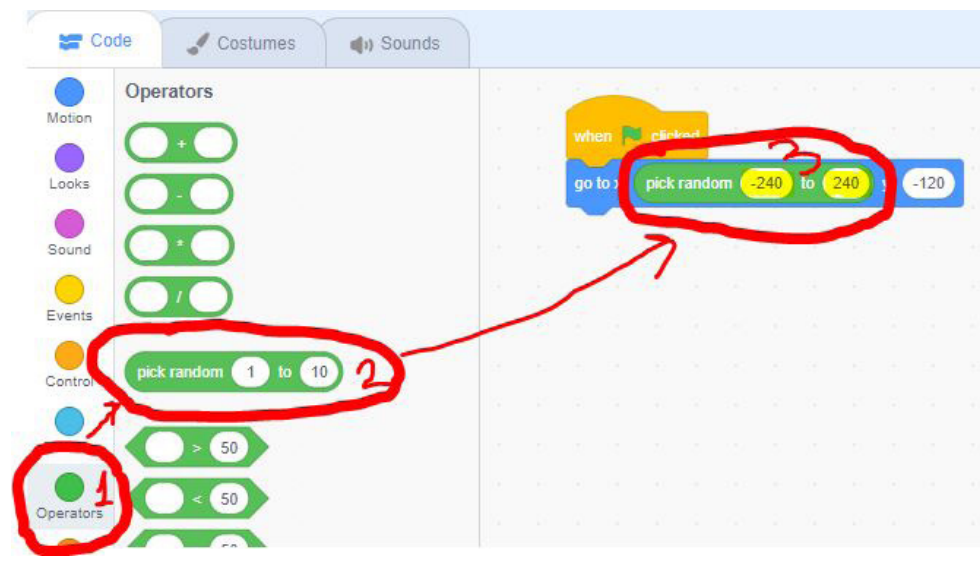 Code
Costumes
Sounds
Motion
Looks
Sound
Events
Control
Operators
Operators
+
-
*
/
pick random 1 to 10
> 50
< 50
1
2
3
when clicked
go to x pick random -240 to 240 y -120